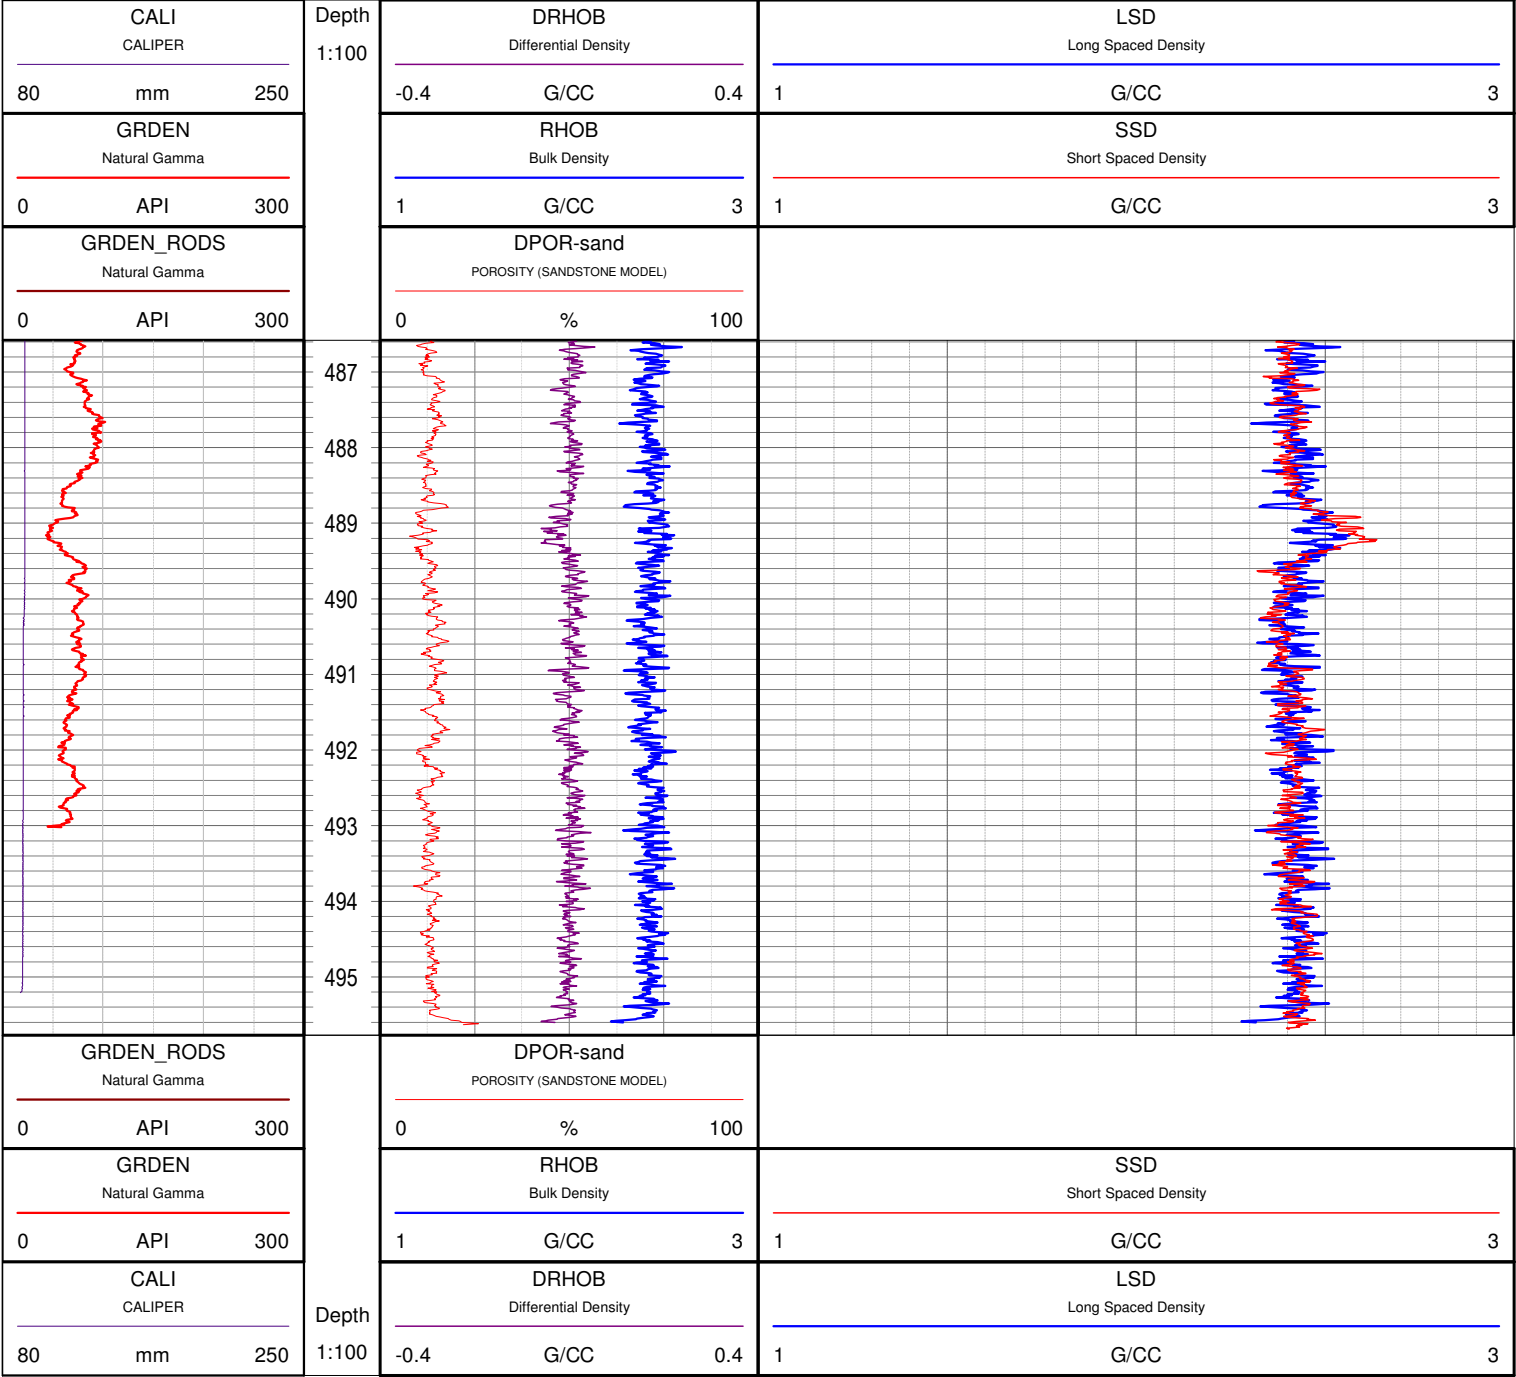 CALI
CALIPER
80 mm 250
Depth
1:100
DRHOB
Differential Density
-0.4 G/CC 0.4
LSD
Long Spaced Density
1 G/CC 3
GRDEN
Natural Gamma
0 API 300
RHOB
Bulk Density
1 G/CC 3
SSD
Short Spaced Density
1 G/CC 3
GRDEN_RODS
Natural Gamma
0 API 300
DPOR-sand
POROSITY (SANDSTONE MODEL)
0 % 100
487
488
489
490
491
492
493
494
495
GRDEN_RODS
Natural Gamma
0 API 300
DPOR-sand
POROSITY (SANDSTONE MODEL)
0 % 100
GRDEN
Natural Gamma
0 API 300
RHOB
Bulk Density
1 G/CC 3
SSD
Short Spaced Density
1 G/CC 3
CALI
CALIPER
80 mm 250
Depth
1:100
DRHOB
Differential Density
-0.4 G/CC 0.4
LSD
Long Spaced Density
1 G/CC 3